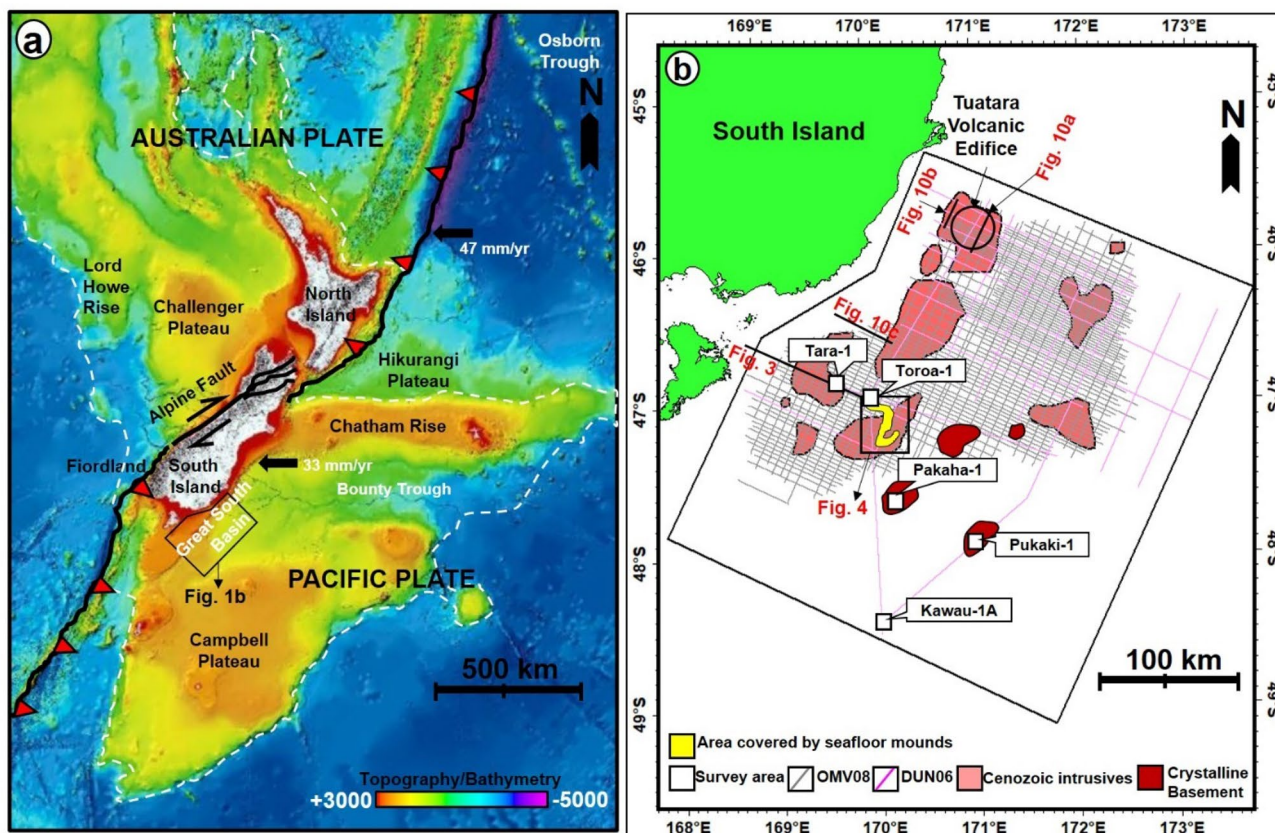 a
Osborn
Trough
N
AUSTRALIAN PLATE
47 mm/yr
Lord
Howe
Rise
Challenger
Plateau
North
Island
Hikurangi
Plateau
Alpine Fault
Chatham Rise
Fiordland
South
Island
33 mm/yr
Bounty Trough
Great South
Basin
PACIFIC PLATE
Fig. 1b
Campbell
Plateau
500 km
Topography/Bathymetry
+3000
-5000
b
169°E
170°E
171°E
172°E
173°E
45°S
45°S
South Island
Tuatara
Volcanic
Edifice
N
Fig. 10a
Fig. 10b
46°S
46°S
Fig. 10c
Fig. 3
Tara-1
Toroa-1
47°S
47°S
Pakaha-1
Fig. 4
Pukaki-1
48°S
48°S
Kawau-1A
100 km
49°S
49°S
Area covered by seafloor mounds
Survey area
OMV08
DUN06
Cenozoic intrusives
Crystalline
Basement
168°E
169°E
170°E
171°E
172°E
173°E